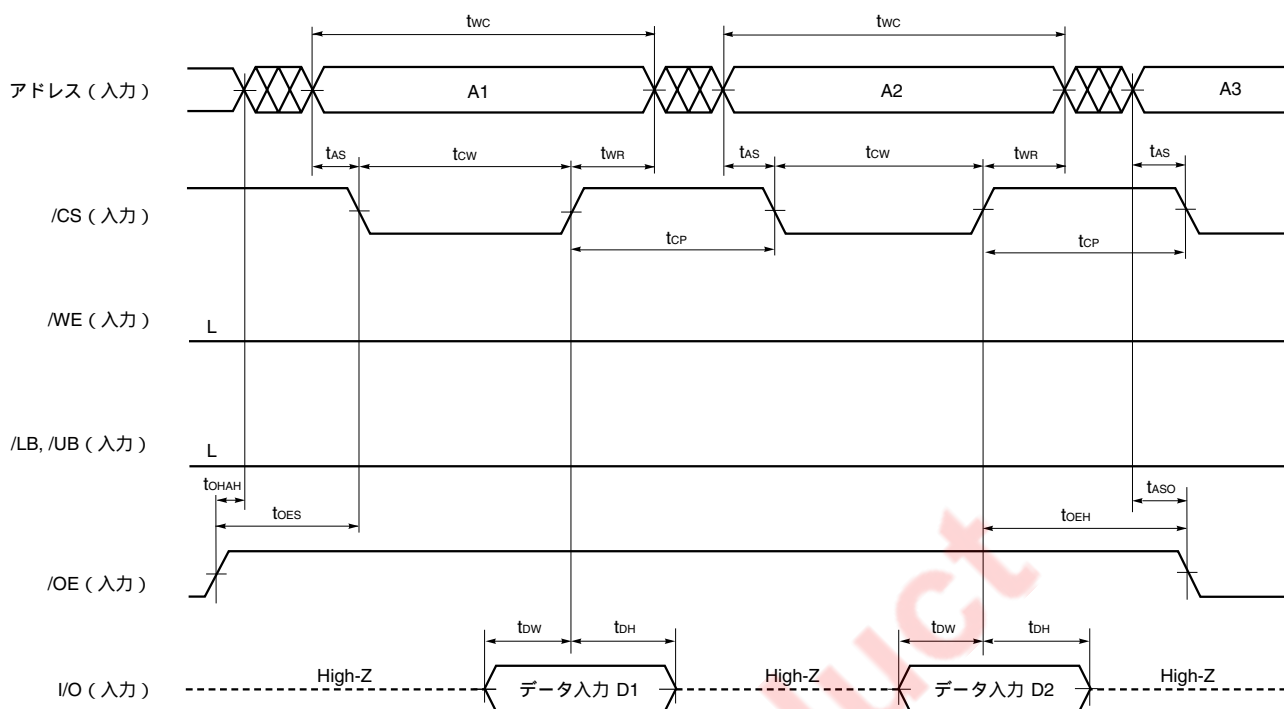 tWC tWC
アドレス（入力） A1 A2 A3
tAS tCW tWR tAS tCW tWR tAS
/CS（入力）
tCP tCP
/WE（入力） L
/LB, /UB（入力） L
tOHAH tASO
tOES tOEH
/OE（入力）
tDW tDH tDW tDH
I/O（入力） High-Z データ入力 D1 High-Z データ入力 D2 High-Z
uct